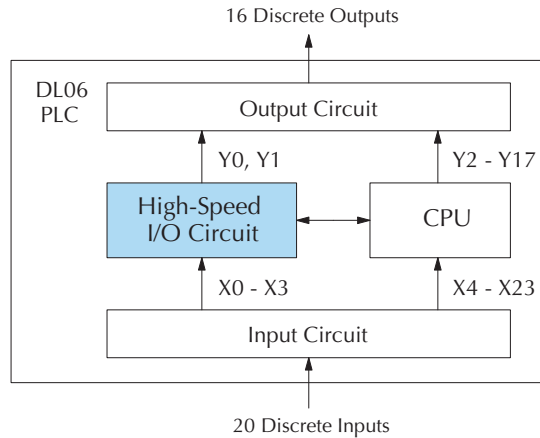 16 Discrete Outputs
DL06
PLC
Output Circuit
Y0, Y1
Y2 - Y17
High-Speed
I/O Circuit
CPU
X0 - X3
X4 - X23
Input Circuit
20 Discrete Inputs